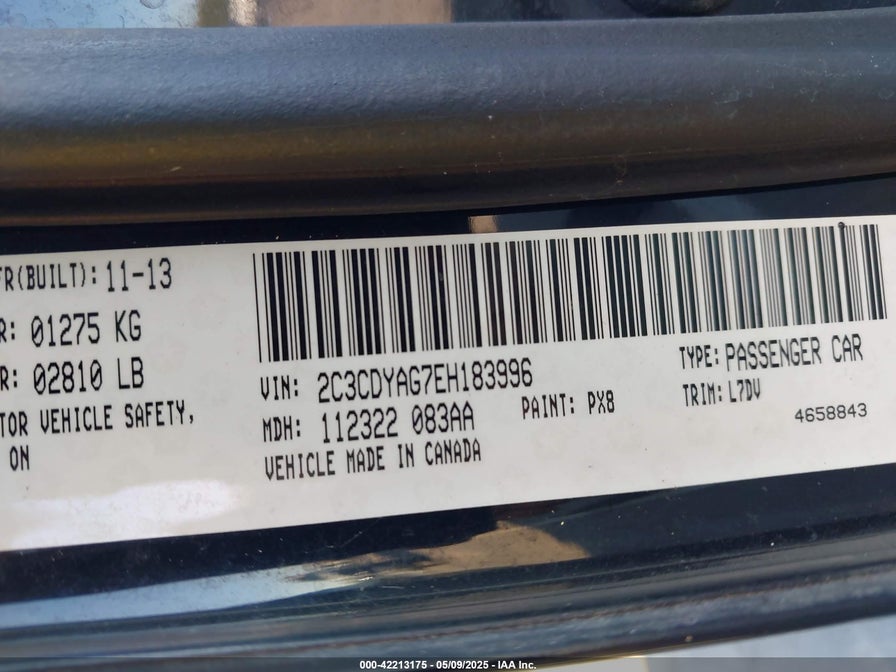 FR(BUILT): 11-13
R: 01275 KG
R: 02810 LB
TOR VEHICLE SAFETY,
ON
VIN: 2C3CDYAG7EH183996
MDH: 112322 083AA
PAINT: PX8
VEHICLE MADE IN CANADA
TYPE: PASSENGER CAR
TRIM: L7DV
4658843
000-42213175 - 05/09/2025 - IAA Inc.